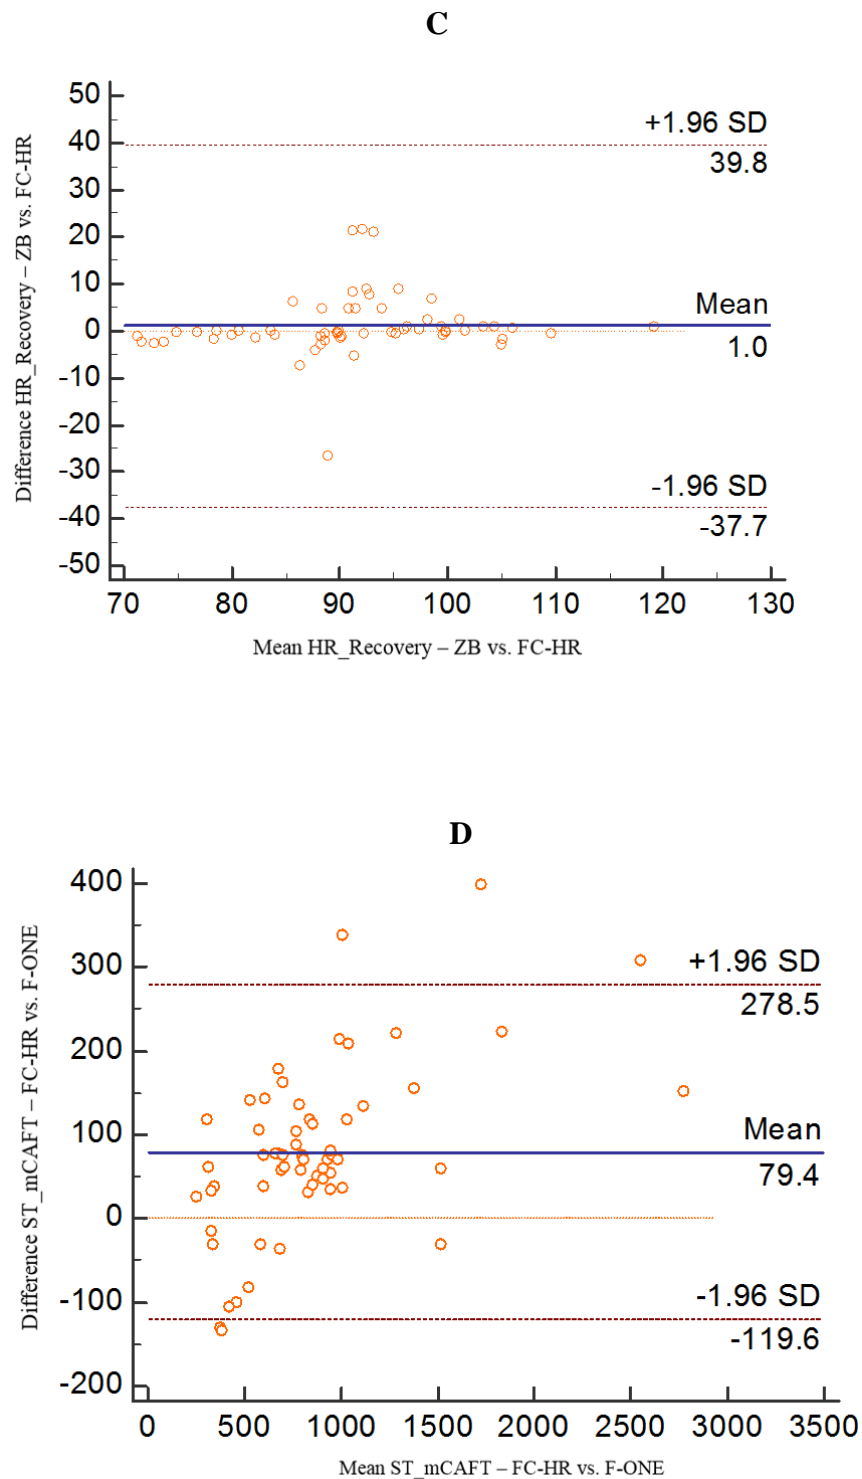 C
50
40
30
20
10
0
-10
-20
-30
-40
-50
Difference HR_Recovery – ZB vs. FC-HR
+1.96 SD
39.8
Mean
1.0
-1.96 SD
-37.7
70 80 90 100 110 120 130
Mean HR_Recovery – ZB vs. FC-HR
D
400
300
200
100
0
-100
-200
Difference ST_mCAFT – FC-HR vs. F-ONE
+1.96 SD
278.5
Mean
79.4
-1.96 SD
-119.6
0 500 1000 1500 2000 2500 3000 3500
Mean ST_mCAFT – FC-HR vs. F-ONE